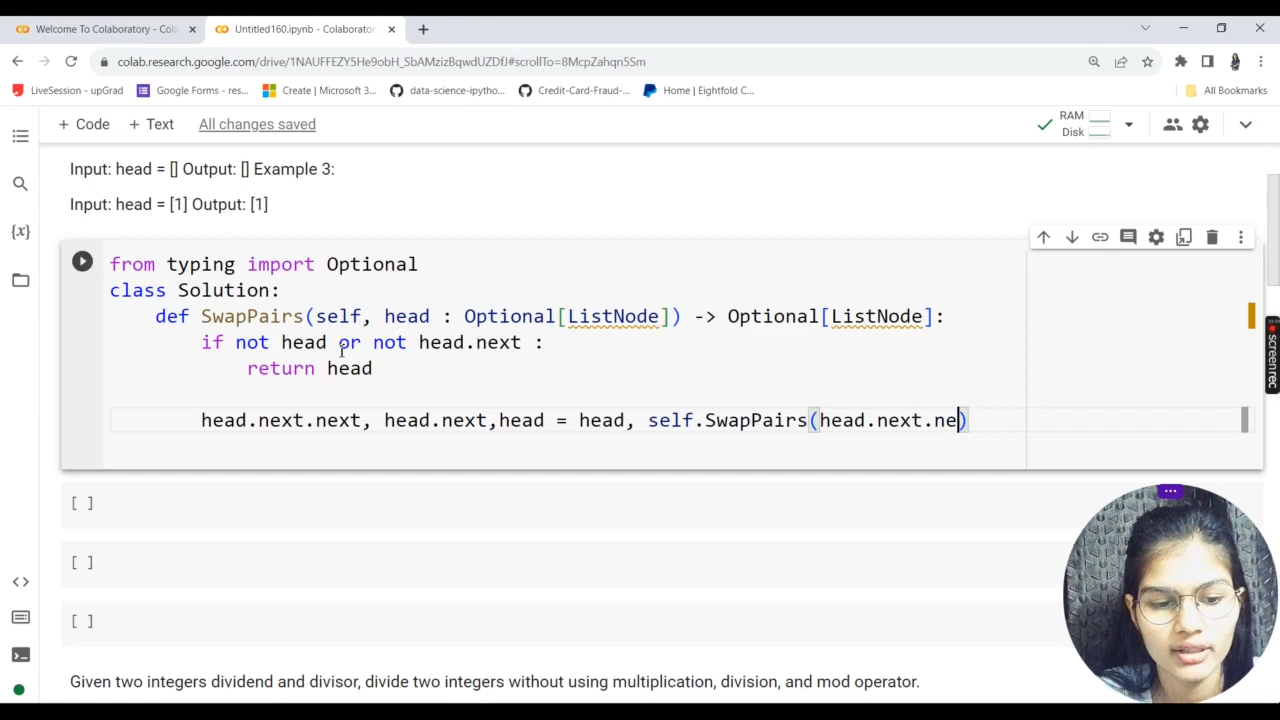 Welcome To Colaboratory - Cola
Untitled160.ipynb - Colaborator
colab.research.google.com/drive/1NAUFFEZY5He9obH_SbAMzizBqwdUZDfJ#scrollTo=8McpZahqn5Sm
LiveSession - upGrad
Google Forms - res...
Create | Microsoft 3...
data-science-ipytho...
Credit-Card-Fraud-...
Home | Eightfold C...
All Bookmarks
+ Code + Text All changes saved
RAM
Disk
Input: head = [] Output: [] Example 3:
Input: head = [1] Output: [1]
from typing import Optional
class Solution:
def SwapPairs(self, head : Optional[ListNode]) -> Optional[ListNode]:
if not head or not head.next :
return head
head.next.next, head.next,head = head, self.SwapPairs(head.next.ne)
[ ]
[ ]
[ ]
Given two integers dividend and divisor, divide two integers without using multiplication, division, and mod operator.
{x}
screenrec